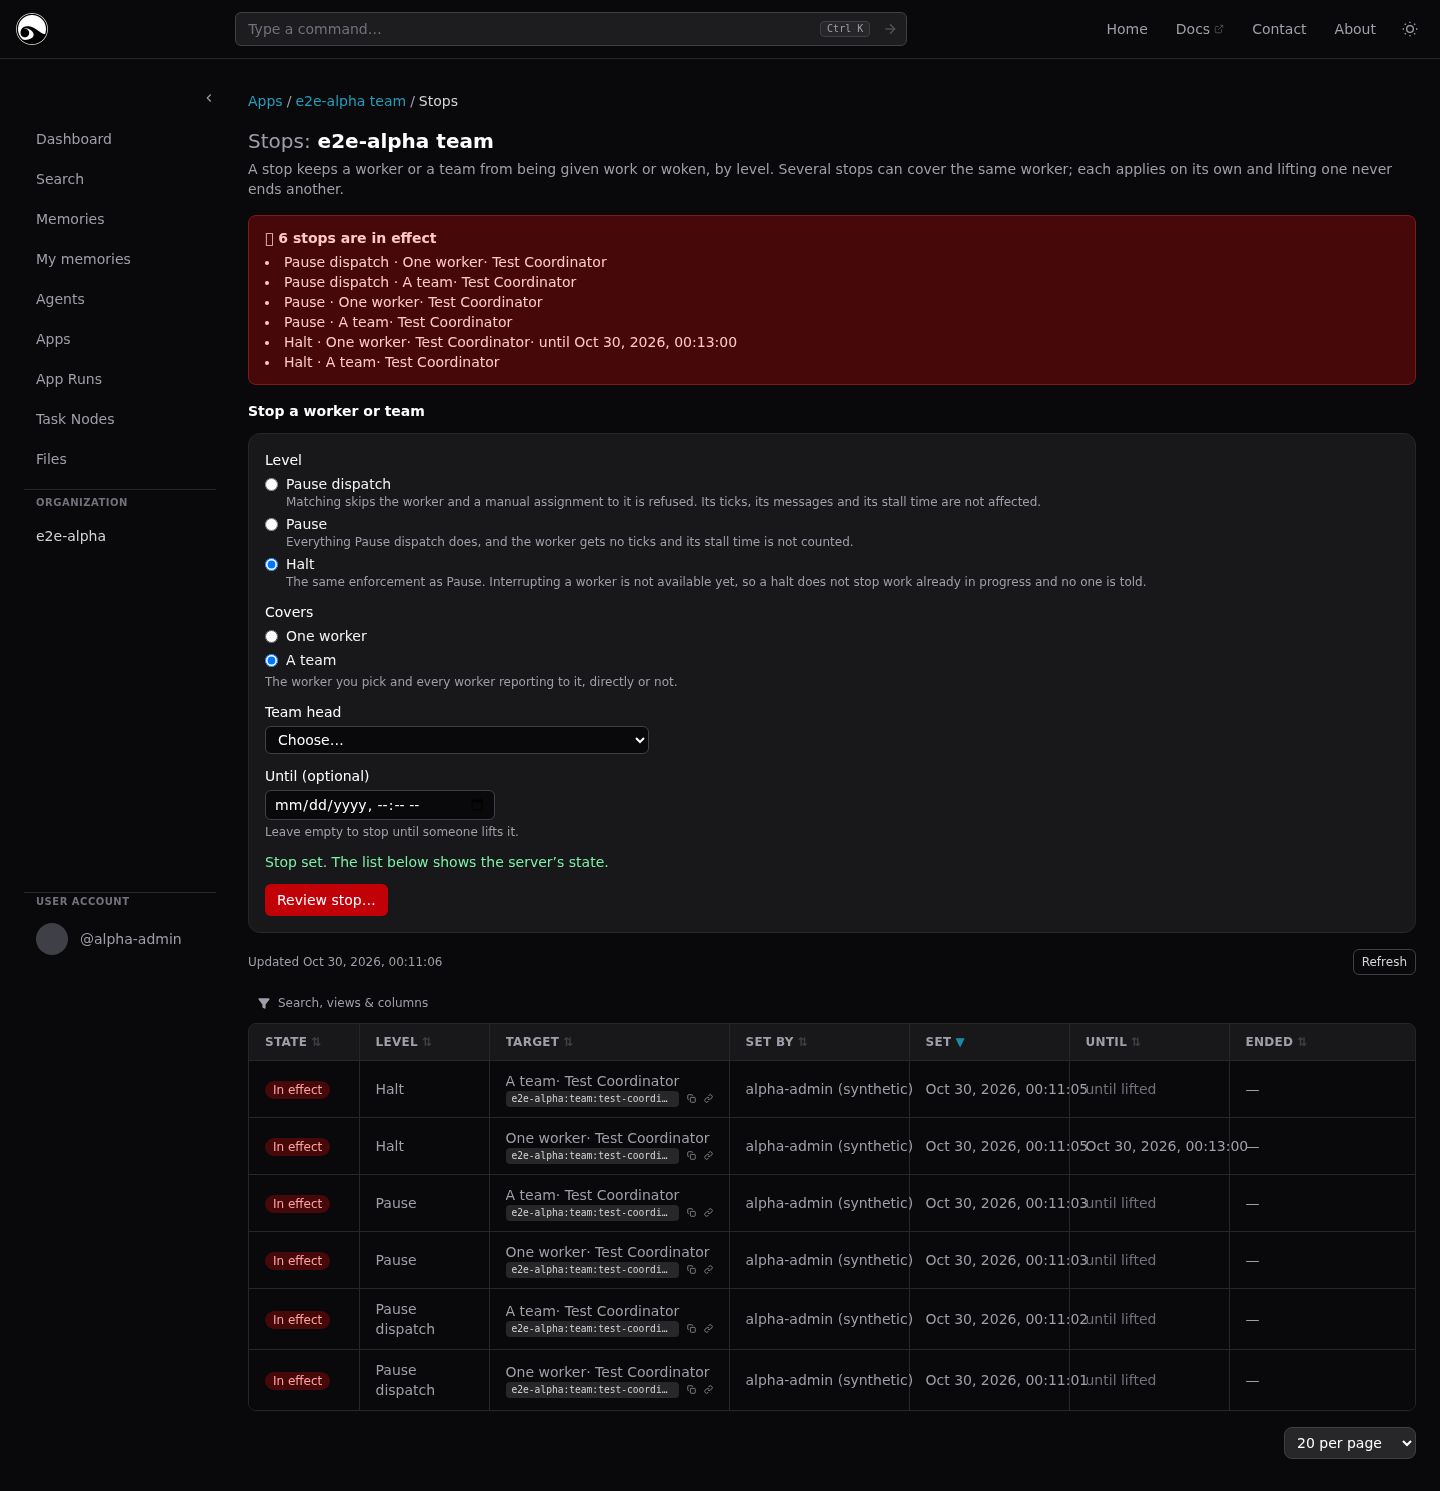 Type a command...
Ctrl K
Home
Docs
Contact
About
Dashboard
Search
Memories
My memories
Agents
Apps
App Runs
Task Nodes
Files
ORGANIZATION
e2e-alpha
USER ACCOUNT
@alpha-admin
Apps / e2e-alpha team / Stops
Stops: e2e-alpha team
A stop keeps a worker or a team from being given work or woken, by level. Several stops can cover the same worker; each applies on its own and lifting one never
ends another.
6 stops are in effect
• Pause dispatch · One worker· Test Coordinator
• Pause dispatch · A team· Test Coordinator
• Pause · One worker· Test Coordinator
• Pause · A team· Test Coordinator
• Halt · One worker· Test Coordinator· until Oct 30, 2026, 00:13:00
• Halt · A team· Test Coordinator
Stop a worker or team
Level
Pause dispatch
Matching skips the worker and a manual assignment to it is refused. Its ticks, its messages and its stall time are not affected.
Pause
Everything Pause dispatch does, and the worker gets no ticks and its stall time is not counted.
Halt
The same enforcement as Pause. Interrupting a worker is not available yet, so a halt does not stop work already in progress and no one is told.
Covers
One worker
A team
The worker you pick and every worker reporting to it, directly or not.
Team head
Choose…
Until (optional)
mm/dd/yyyy, --:-- --
Leave empty to stop until someone lifts it.
Stop set. The list below shows the server’s state.
Review stop…
Updated Oct 30, 2026, 00:11:06
Refresh
Search, views & columns
STATE LEVEL TARGET SET BY SET ▼ UNTIL ENDED
In effect Halt A team· Test Coordinator alpha-admin (synthetic) Oct 30, 2026, 00:11:05 until lifted —
e2e-alpha:team:test-coordi…
In effect Halt One worker· Test Coordinator alpha-admin (synthetic) Oct 30, 2026, 00:11:05 Oct 30, 2026, 00:13:00 —
e2e-alpha:team:test-coordi…
In effect Pause A team· Test Coordinator alpha-admin (synthetic) Oct 30, 2026, 00:11:03 until lifted —
e2e-alpha:team:test-coordi…
In effect Pause One worker· Test Coordinator alpha-admin (synthetic) Oct 30, 2026, 00:11:03 until lifted —
e2e-alpha:team:test-coordi…
In effect Pause dispatch A team· Test Coordinator alpha-admin (synthetic) Oct 30, 2026, 00:11:02 until lifted —
e2e-alpha:team:test-coordi…
In effect Pause dispatch One worker· Test Coordinator alpha-admin (synthetic) Oct 30, 2026, 00:11:01 until lifted —
e2e-alpha:team:test-coordi…
20 per page